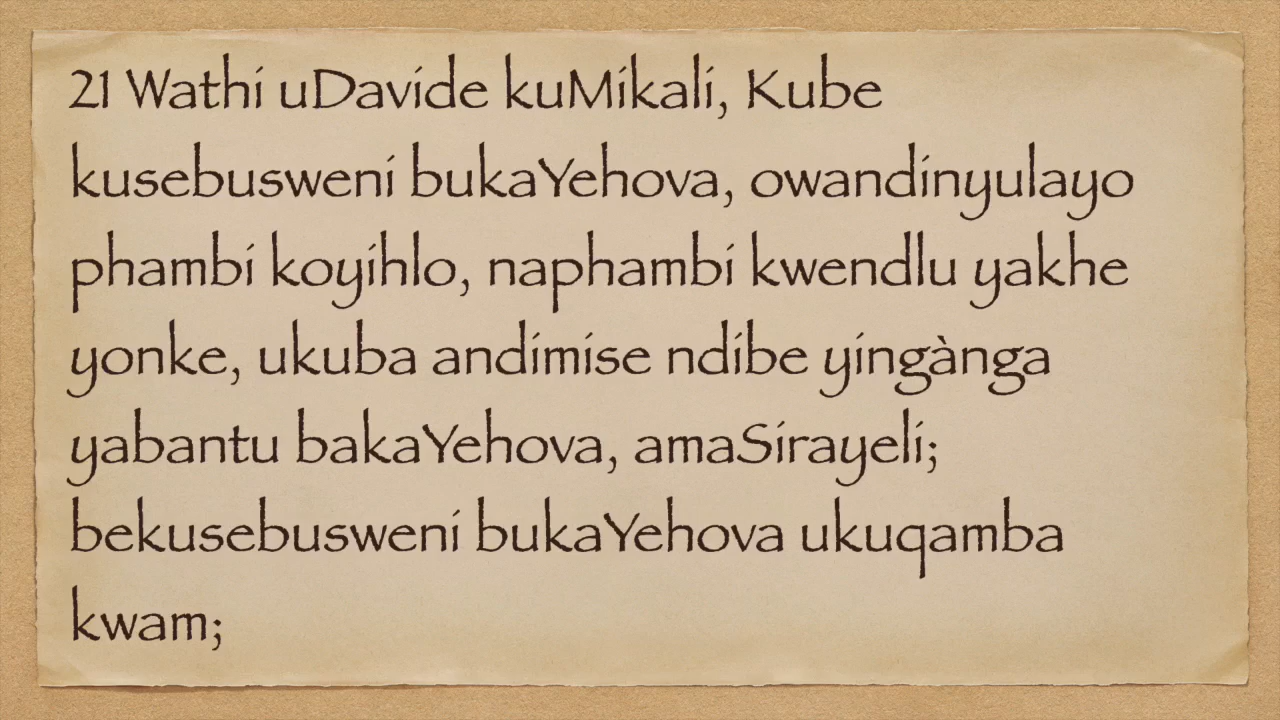 21 Wathi uDavide kuMikali, Kube
kusebusweni bukaYehova, owandinyulayo
phambi koyihlo, naphambi kwendlu yakhe
yonke, ukuba andimise ndibe yingànga
yabantu bakaYehova, amaSirayeli;
bekusebusweni bukaYehova ukuqamba
kwam;